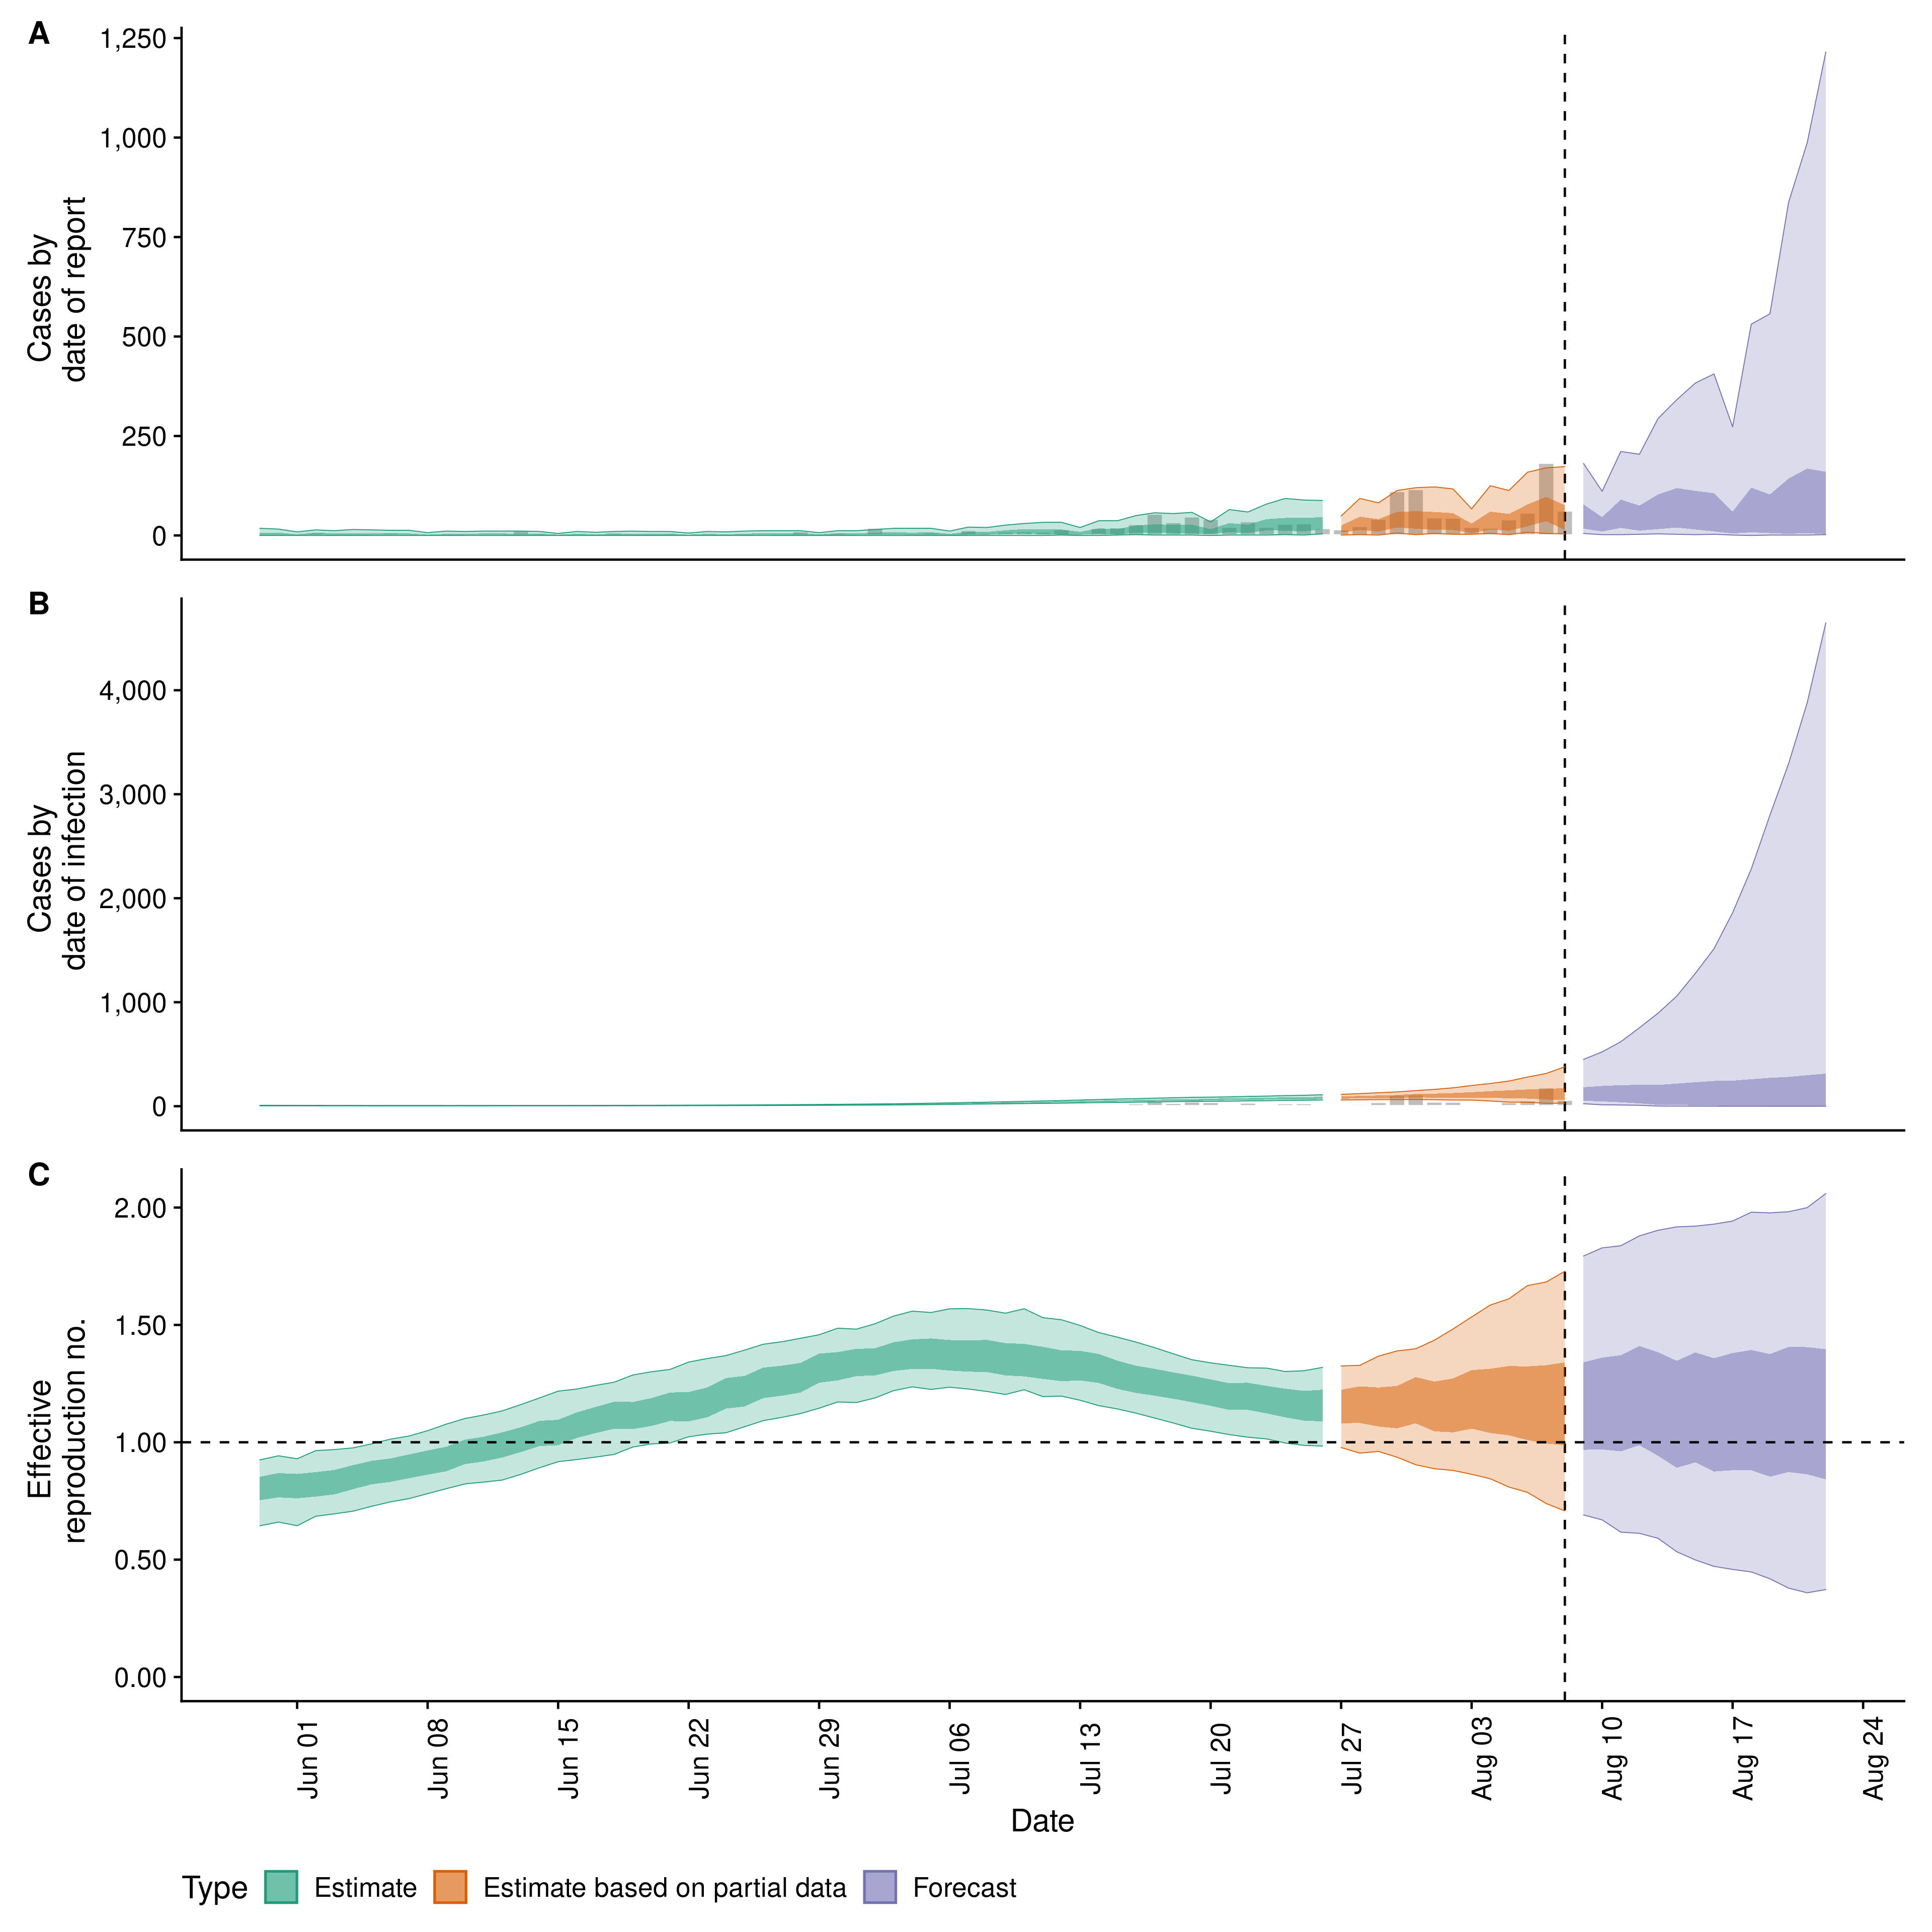 A
Cases by
date of report
1,250
1,000
750
500
250
0
B
Cases by
date of infection
4,000
3,000
2,000
1,000
0
C
Effective
reproduction no.
2.00
1.50
1.00
0.50
0.00
Jun 01
Jun 08
Jun 15
Jun 22
Jun 29
Jul 06
Jul 13
Jul 20
Jul 27
Aug 03
Aug 10
Aug 17
Aug 24
Date
Type Estimate Estimate based on partial data Forecast